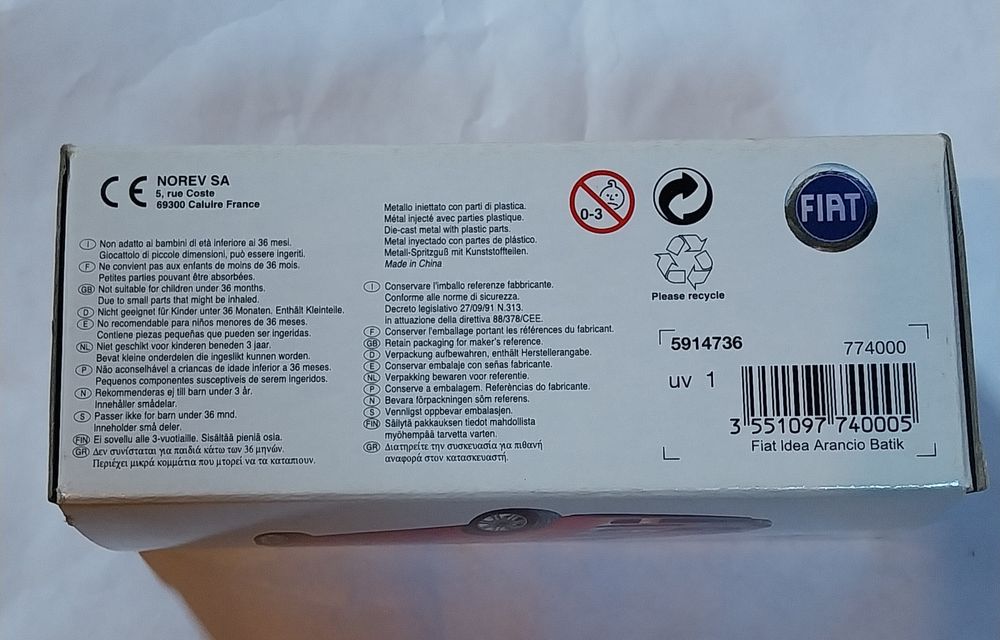 CE NOREV SA
5, rue Coste
69300 Caluire France
I Non adatto ai bambini di età inferiore ai 36 mesi.
Giocattolo di piccole dimensioni, può essere ingeriti.
F Ne convient pas aux enfants de moins de 36 mois.
Petites parties pouvant être absorbées.
GB Not suitable for children under 36 months.
Due to small parts that might be inhaled.
D Nicht geeignet für Kinder unter 36 Monaten. Enthält Kleinteile.
E No recomendable para niños menores de 36 meses.
Contiene piezas pequeñas que pueden ser ingeridas.
NL Niet geschikt voor kinderen beneden 3 jaar.
Bevat kleine onderdelen die ingeslikt kunnen worden.
P Não aconselhável a criancas de idade inferior a 36 meses.
Pequenos componentes susceptiveis de serem ingeridos.
N Rekommenderas ej till barn under 3 år.
Innehåller smådelar.
S Passer ikke for barn under 36 mnd.
Inneholder små deler.
FIN Ei sovellu alle 3-vuotiaille. Sisältää pieniä osia.
GR Δεν συνίσταται για παιδιά κάτω των 36 μηνών.
Περιέχει μικρά κομμάτια που μπορεί να τα καταπιουν.
Metallo iniettato con parti di plastica.
Métal injecté avec parties plastique.
Die-cast metal with plastic parts.
Metal inyectado con partes de plástico.
Metall-Spritzguß mit Kunststoffteilen.
Made in China
I Conservare l'imballo referenze fabbricante.
Conforme alle norme di sicurezza.
Decreto legislativo 27/09/91 N.313.
in attuazione della direttiva 88/378/CEE.
F Conserver l'emballage portant les références du fabricant.
GB Retain packaging for maker's reference.
D Verpackung aufbewahren, enthält Herstellerangabe.
E Conservar embalaje con señas fabricante.
NL Verpakking bewaren voor referentie.
P Conserve a embalagem. Referências do fabricante.
N Bevara förpackningen söm referens.
S Vennligst oppbevar embalasjen.
FIN Säilytä pakkauksen tiedot mahdollista
myöhempää tarvetta varten.
GR Διατηρείτε την συσκευασία για πιθανή
αναφορά στον κατασκευαστή.
0-3
Please recycle
FIAT
5914736
774000
uv 1
3 551097 740005
Fiat Idea Arancio Batik